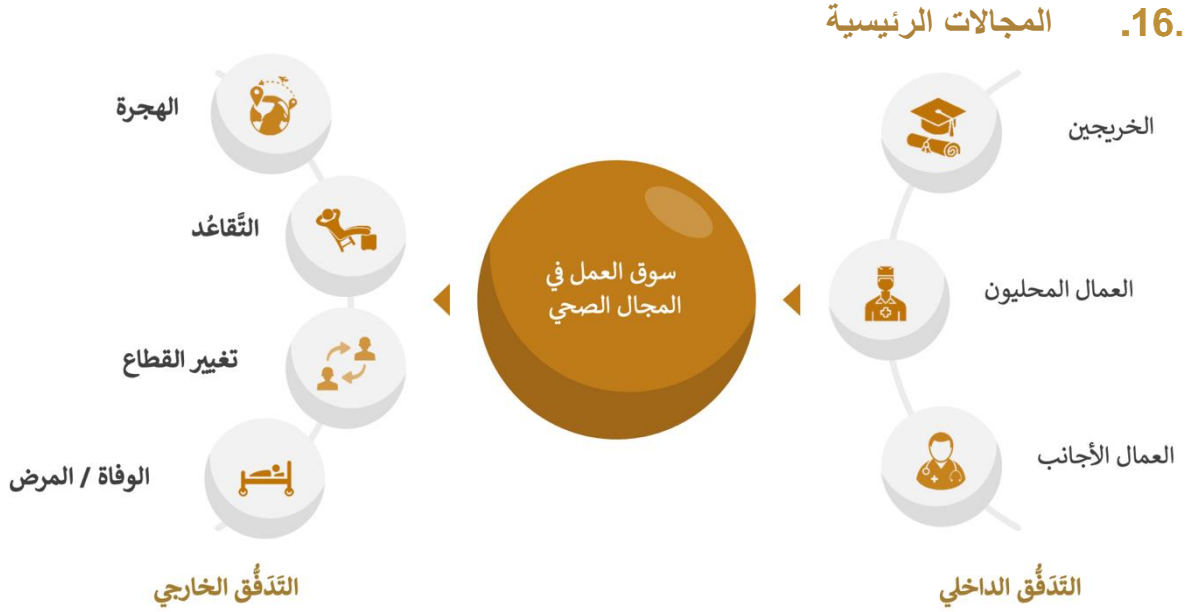 .16. المجالات الرئيسية
الخريجين
العمال المحليون
العمال الأجانب
التَدَفُّق الداخلي
سوق العمل في
المجال الصحي
الهجرة
التَّقاعُد
تغيير القطاع
الوفاة / المرض
التَدَفُّق الخارجي